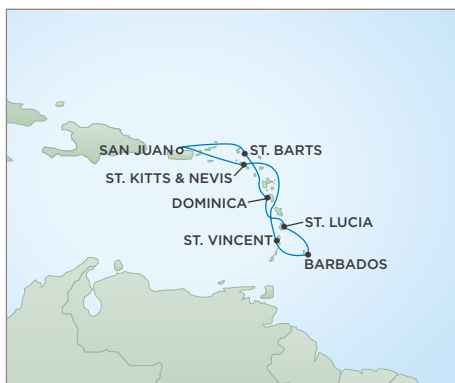 SAN JUAN
ST. BARTS
ST. KITTS & NEVIS
DOMINICA
ST. LUCIA
ST. VINCENT
BARBADOS